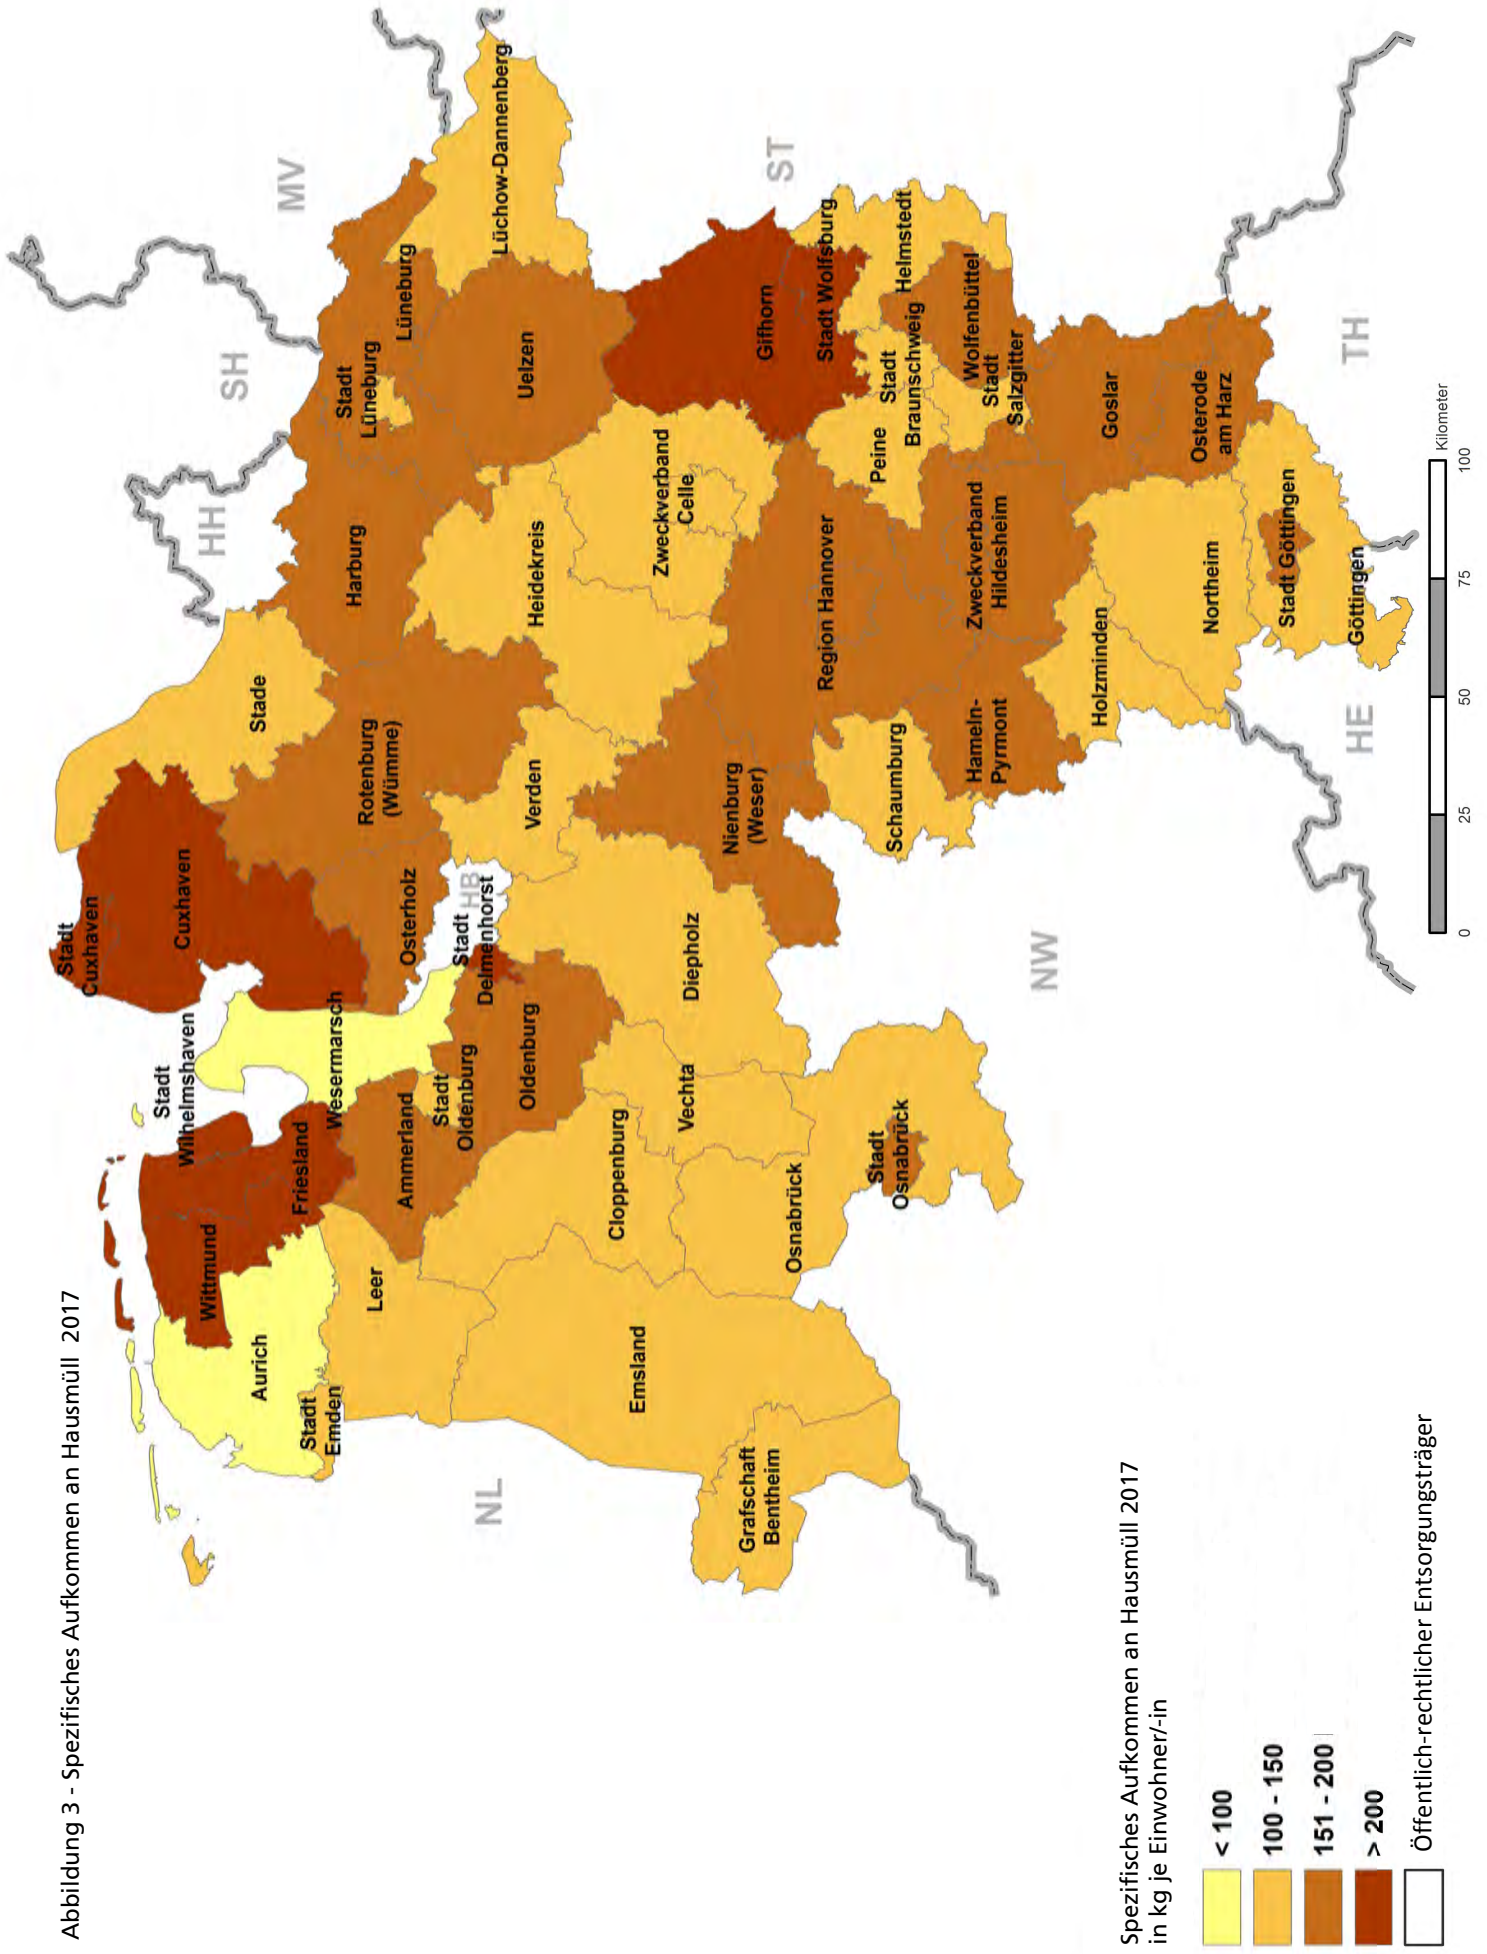 Abbildung 3 - Spezifisches Aufkommen an Hausmüll 2017
SH
MV
HH
HB
NL
NW
HE
TH
ST
Stadt
Cuxhaven
Cuxhaven
Stade
Stadt
Wilhelmshaven
Wittmund
Friesland
Aurich
Stadt
Emden
Wesermarsch
Leer
Ammerland
Stadt
Oldenburg
Oldenburg
Stadt
Delmenhorst
Osterholz
Rotenburg
(Wümme)
Harburg
Stadt
Lüneburg
Lüneburg
Lüchow-Dannenberg
Uelzen
Heidekreis
Verden
Cloppenburg
Vechta
Diepholz
Emsland
Grafschaft
Bentheim
Osnabrück
Stadt
Osnabrück
Nienburg
(Weser)
Zweckverband
Celle
Gifhorn
Stadt Wolfsburg
Region Hannover
Schaumburg
Peine
Stadt
Braunschweig
Helmstedt
Wolfenbüttel
Stadt
Salzgitter
Hameln-
Pyrmont
Zweckverband
Hildesheim
Holzminden
Goslar
Osterode
am Harz
Northeim
Stadt Göttingen
Göttingen
Spezifisches Aufkommen an Hausmüll 2017
in kg je Einwohner/-in
< 100
100 - 150
151 - 200
> 200
Öffentlich-rechtlicher Entsorgungsträger
0 25 50 75 100
Kilometer